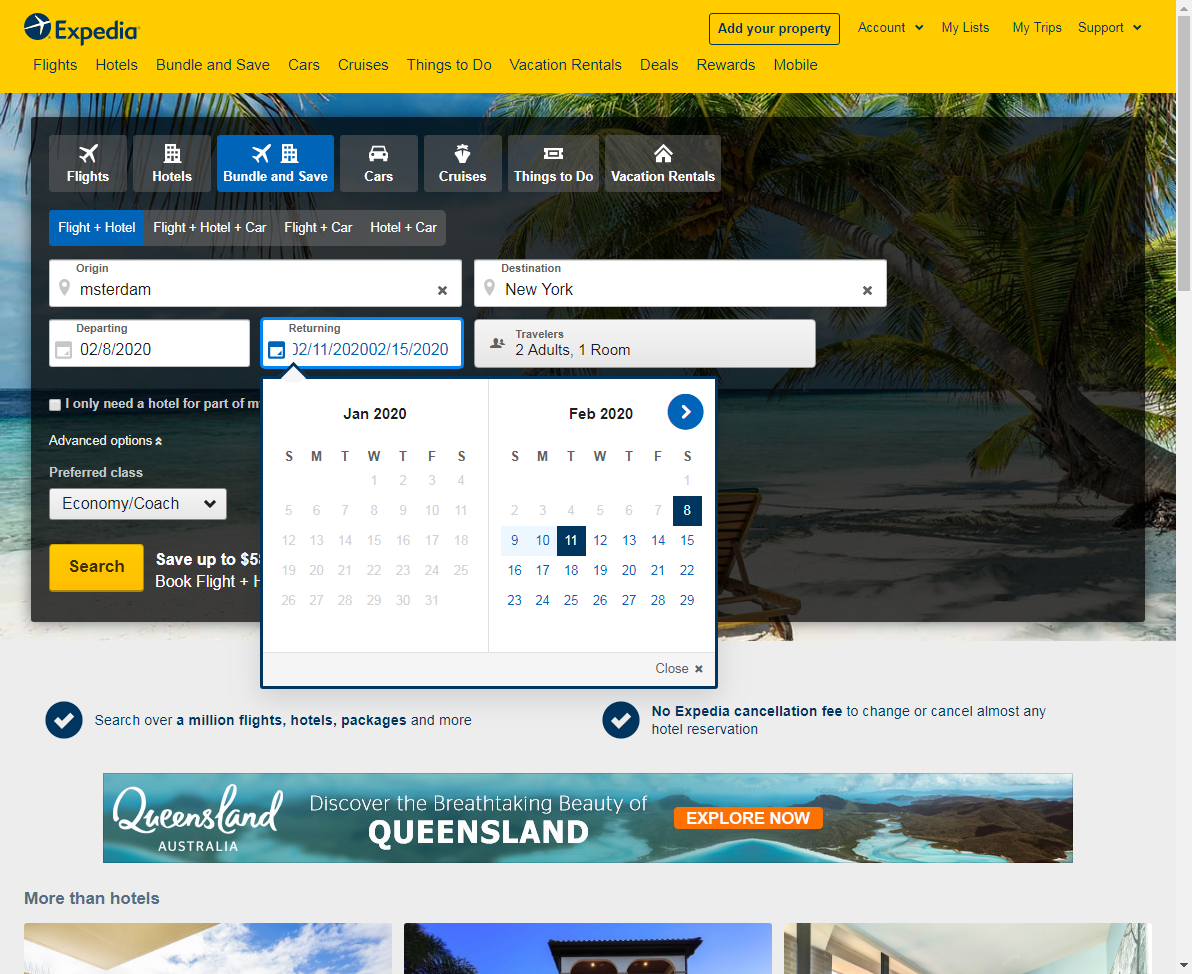 Expedia
Add your property Account My Lists My Trips Support
Flights Hotels Bundle and Save Cars Cruises Things to Do Vacation Rentals Deals Rewards Mobile
Flights Hotels Bundle and Save Cars Cruises Things to Do Vacation Rentals
Flight + Hotel Flight + Hotel + Car Flight + Car Hotel + Car
Origin Destination
msterdam New York
Departing Returning Travelers
02/8/2020 02/11/202002/15/2020 2 Adults, 1 Room
I only need a hotel for part of m
Jan 2020 Feb 2020
Advanced options
S M T W T F S S M T W T F S
Preferred class
1 2 3 4 1
Economy/Coach
5 6 7 8 9 10 11 2 3 4 5 6 7 8
12 13 14 15 16 17 18 9 10 11 12 13 14 15
Search
Save up to $5
Book Flight + H
19 20 21 22 23 24 25 16 17 18 19 20 21 22
26 27 28 29 30 31 23 24 25 26 27 28 29
Close
Search over a million flights, hotels, packages and more
No Expedia cancellation fee to change or cancel almost any
hotel reservation
Queensland
AUSTRALIA
Discover the Breathtaking Beauty of
QUEENSLAND
EXPLORE NOW
More than hotels